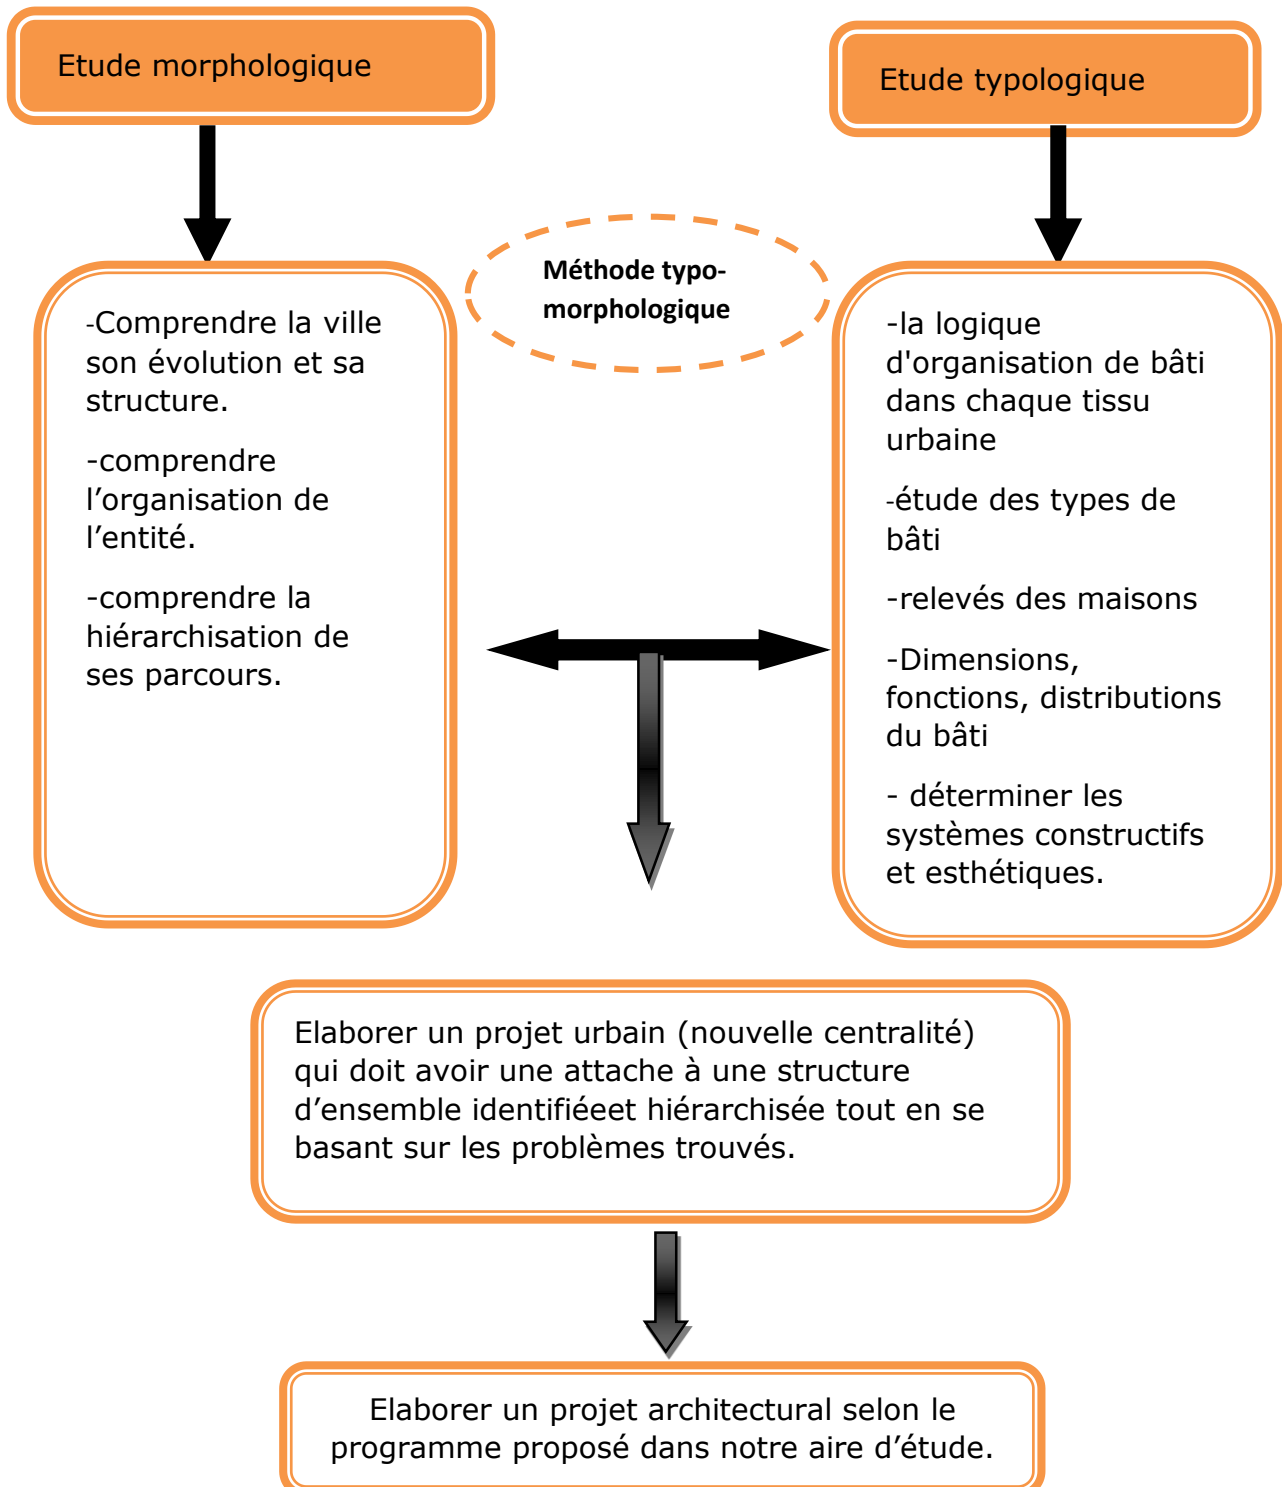 Etude morphologique
Etude typologique
Méthode typo-
morphologique
-Comprendre la ville
son évolution et sa
structure.
-comprendre
l’organisation de
l’entité.
-comprendre la
hiérarchisation de
ses parcours.
-la logique
d'organisation de bâti
dans chaque tissu
urbaine
-étude des types de
bâti
-relevés des maisons
-Dimensions,
fonctions, distributions
du bâti
- déterminer les
systèmes constructifs
et esthétiques.
Elaborer un projet urbain (nouvelle centralité)
qui doit avoir une attache à une structure
d’ensemble identifiéeet hiérarchisée tout en se
basant sur les problèmes trouvés.
Elaborer un projet architectural selon le
programme proposé dans notre aire d’étude.